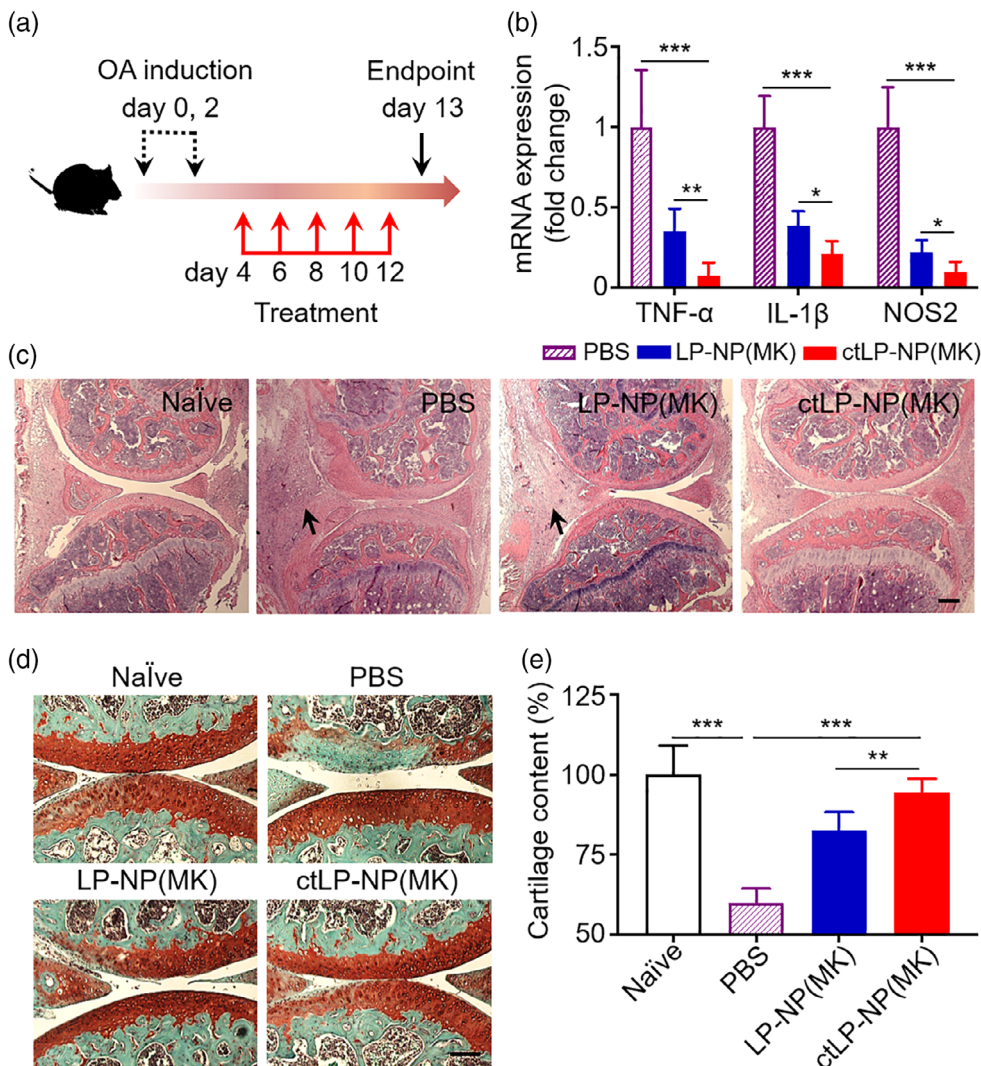 (a)
OA induction
day 0, 2
Endpoint
day 13
day 4 6 8 10 12
Treatment
(b)
mRNA expression
(fold change)
1.5
1
0.5
0
***
***
***
**
*
*
TNF-α IL-1β NOS2
PBS LP-NP(MK) ctLP-NP(MK)
(c)
NaÏve PBS LP-NP(MK) ctLP-NP(MK)
(d)
NaÏve PBS
LP-NP(MK) ctLP-NP(MK)
(e)
Cartilage content (%)
125
100
75
50
*** ***
**
Naïve PBS LP-NP(MK) ctLP-NP(MK)